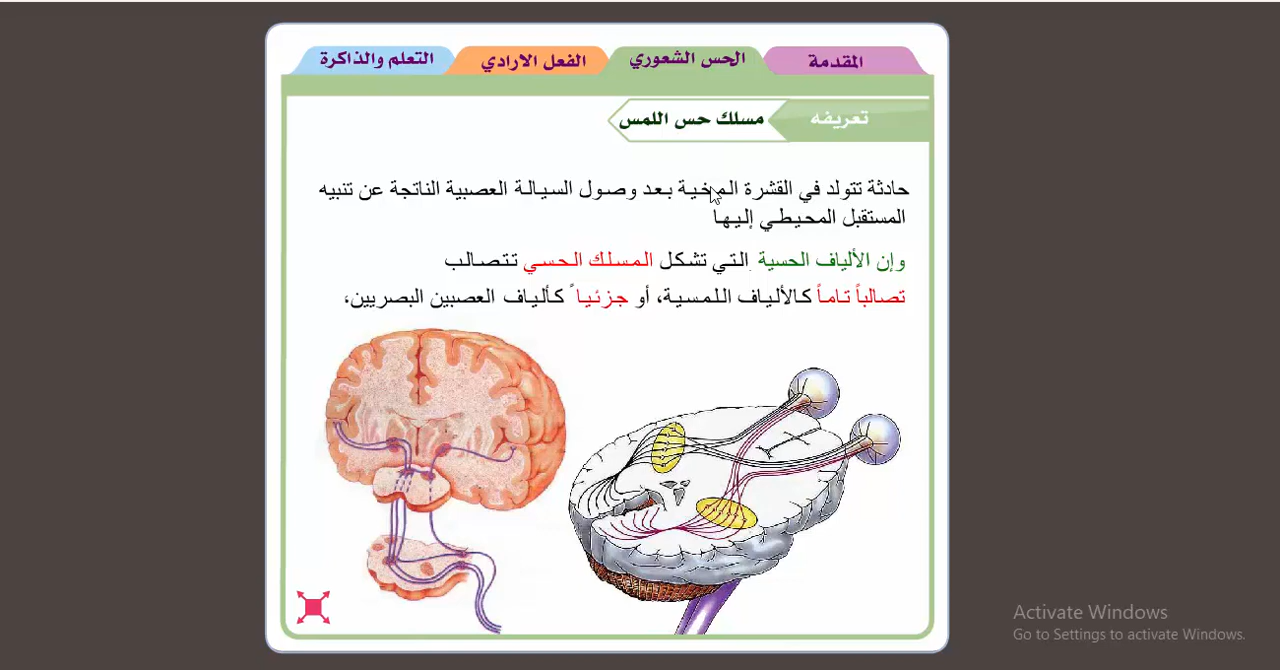 المقدمة
الحس الشعوري
الفعل الارادي
التعلم والذاكرة
تعريفه
مسلك حس اللمس
حادثة تتولد في القشرة المخية بعد وصول السيالة العصبية الناتجة عن تنبيه
المستقبل المحيطي إليها
وإن الألياف الحسية التي تشكل المسلك الحسي تتصالب
تصالباً تاماً كالألياف اللمسية، أو جزئياً كألياف العصبين البصريين،
Activate Windows
Go to Settings to activate Windows.